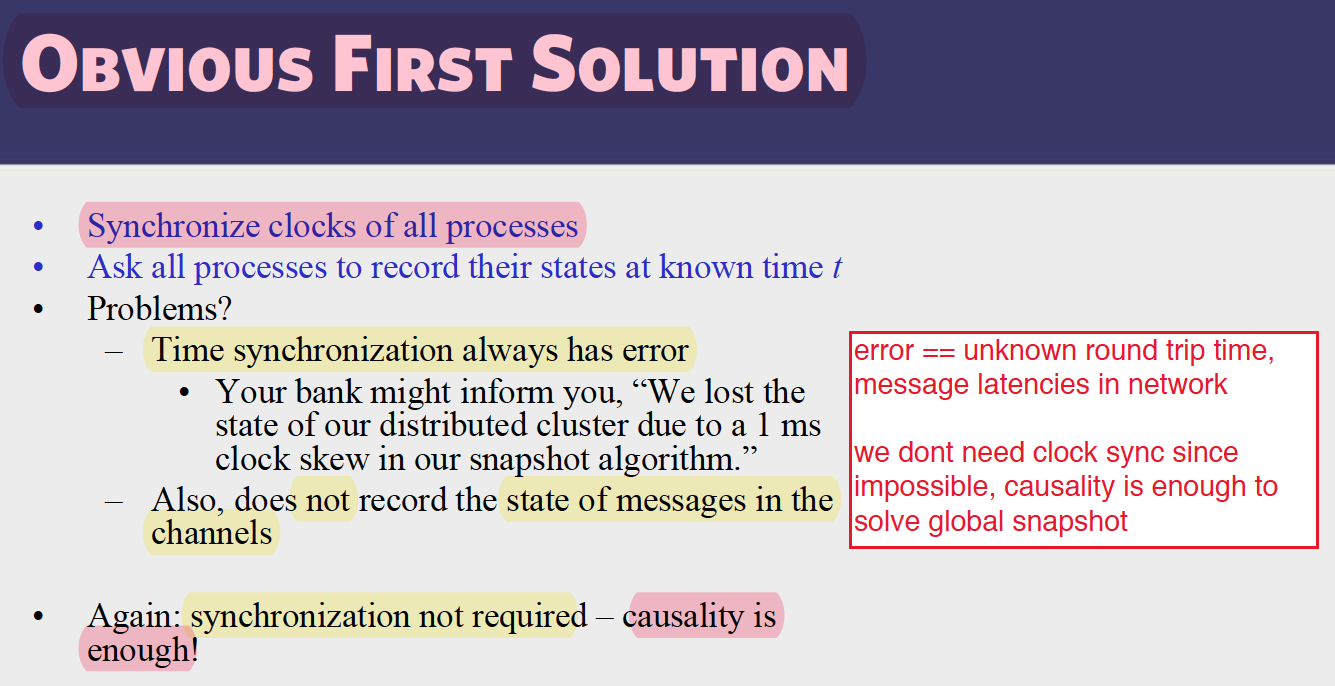 OBVIOUS FIRST SOLUTION
• Synchronize clocks of all processes
• Ask all processes to record their states at known time t
• Problems?
– Time synchronization always has error
• Your bank might inform you, “We lost the
state of our distributed cluster due to a 1 ms
clock skew in our snapshot algorithm.”
– Also, does not record the state of messages in the
channels
• Again: synchronization not required – causality is
enough!
error == unknown round trip time,
message latencies in network
we dont need clock sync since
impossible, causality is enough to
solve global snapshot